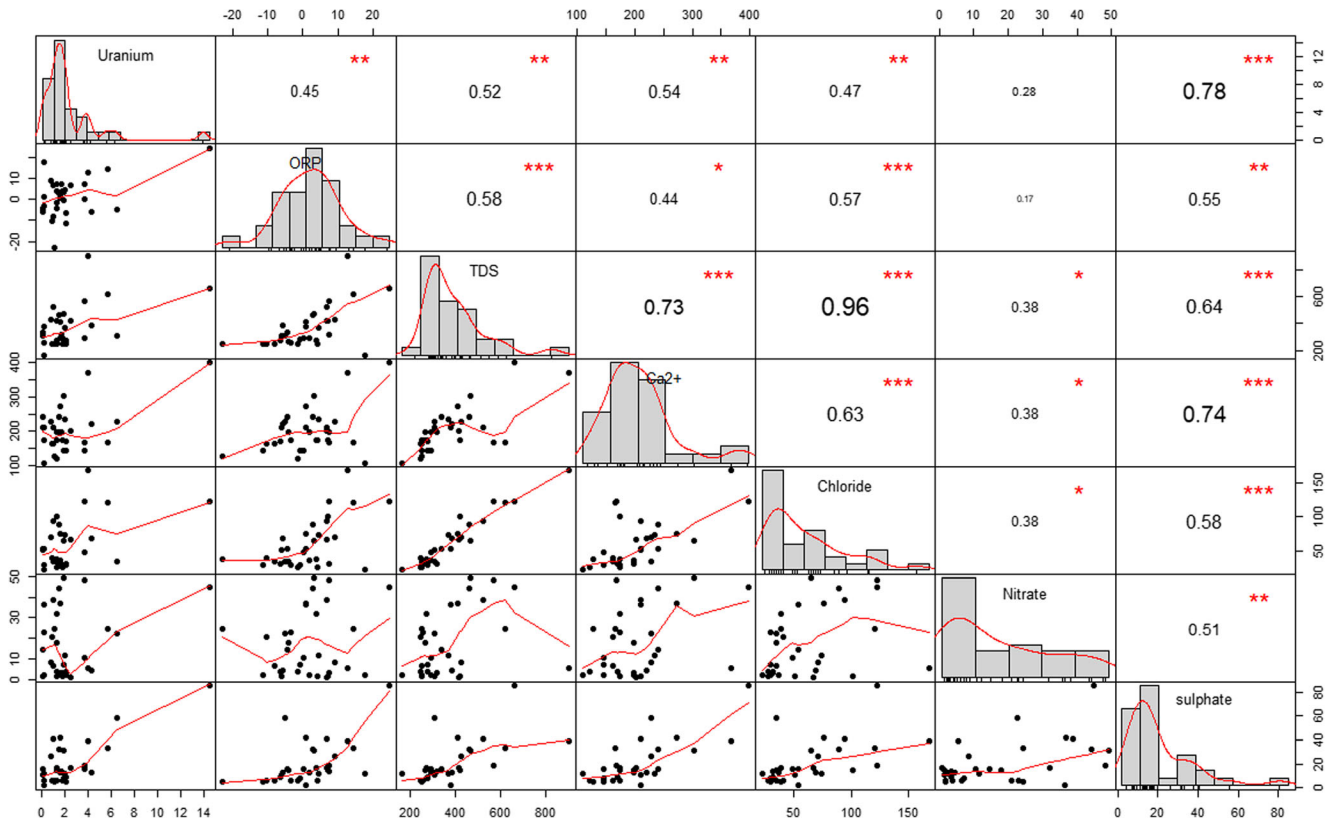 -20 -10 0 10 20 100 200 300 400 0 10 20 30 40 50
Uranium ** ** ** ** ***
0.45 0.52 0.54 0.47 0.28 0.78
12
8
4
0
ORP *** * *** **
0.58 0.44 0.57 0.17 0.55
10
0
-20
TDS *** *** * ***
0.73 0.96 0.38 0.64
600
200
400
300
200
100
Ca2+ *** * ***
0.63 0.38 0.74
Chloride * ***
0.38 0.58
150
100
50
50
30
10
0
Nitrate **
0.51
sulphate
80
60
40
20
0
0 2 4 6 8 10 12 14 200 400 600 800 50 100 150 0 20 40 60 80